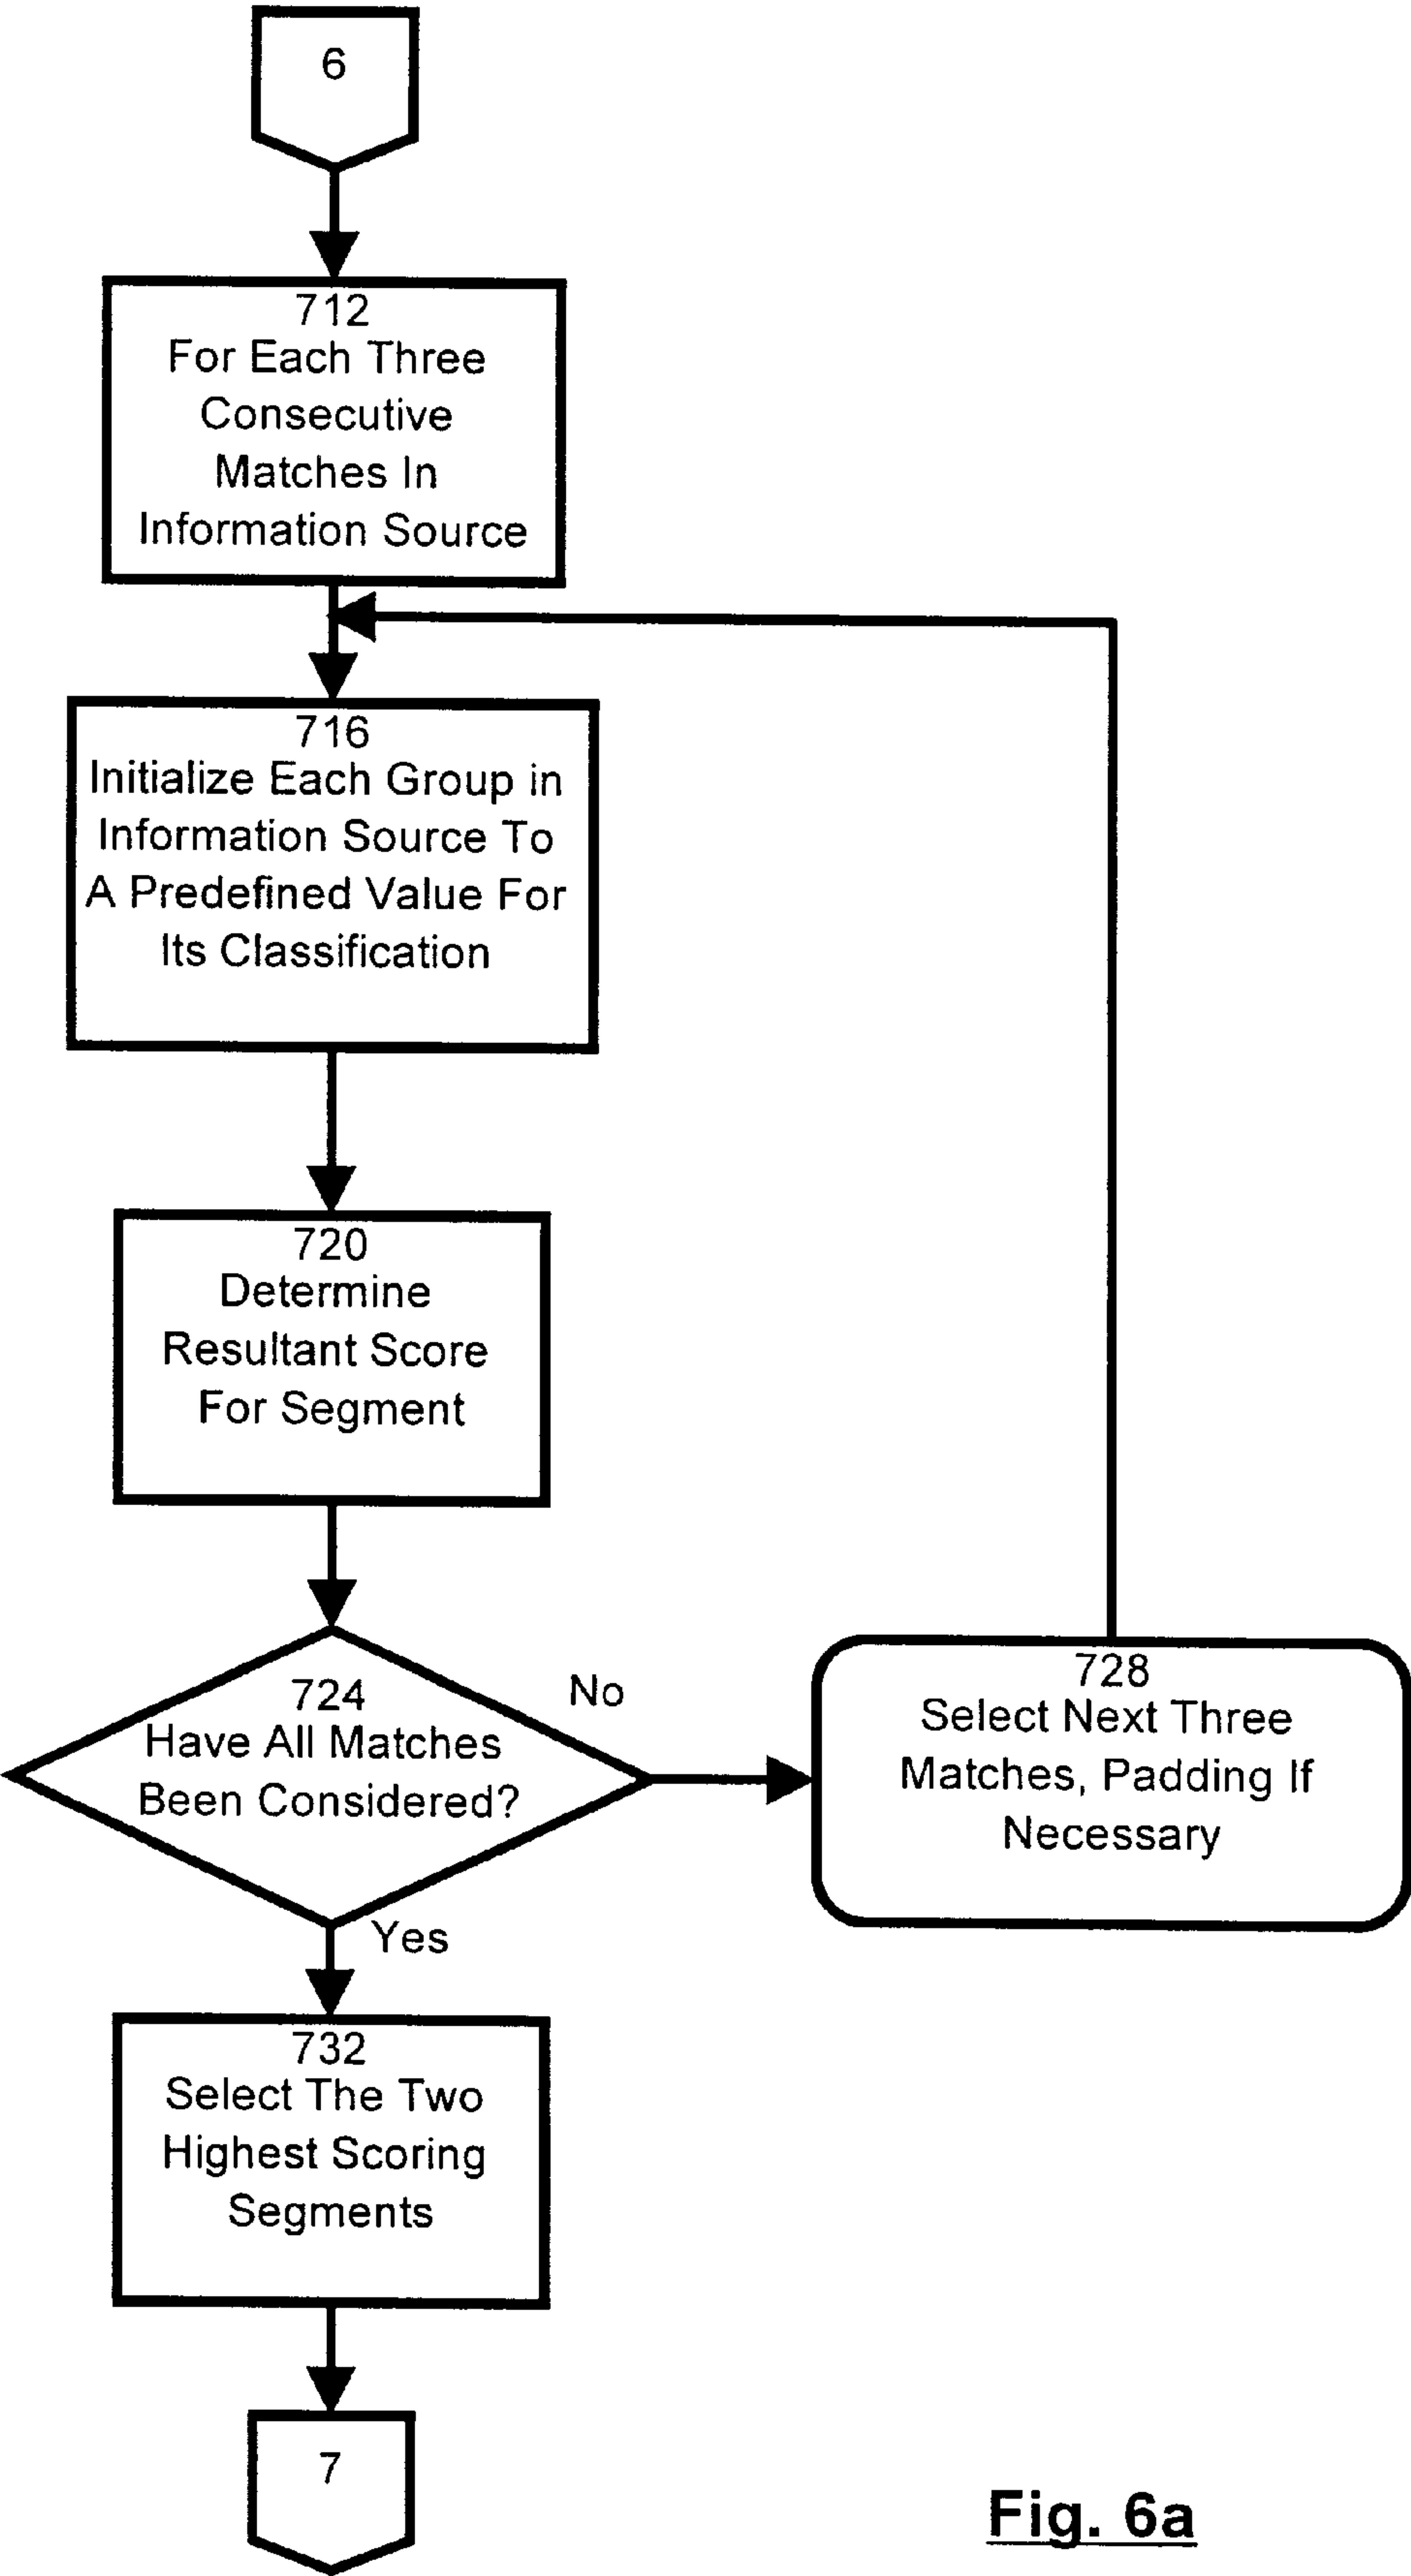 6
712
For Each Three
Consecutive
Matches In
Information Source
716
Initialize Each Group in
Information Source To
A Predefined Value For
Its Classification
720
Determine
Resultant Score
For Segment
724
Have All Matches
Been Considered?
No
728
Select Next Three
Matches, Padding If
Necessary
Yes
732
Select The Two
Highest Scoring
Segments
7
Fig. 6a